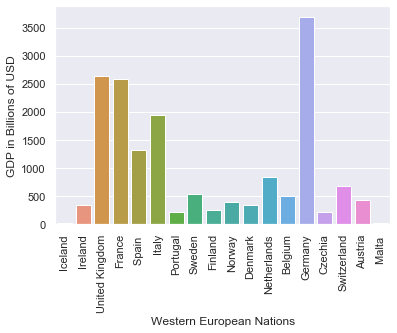 GDP in Billions of USD
3500
3000
2500
2000
1500
1000
500
0
Iceland
Ireland
United Kingdom
France
Spain
Italy
Portugal
Sweden
Finland
Norway
Denmark
Netherlands
Belgium
Germany
Czechia
Switzerland
Austria
Malta
Western European Nations